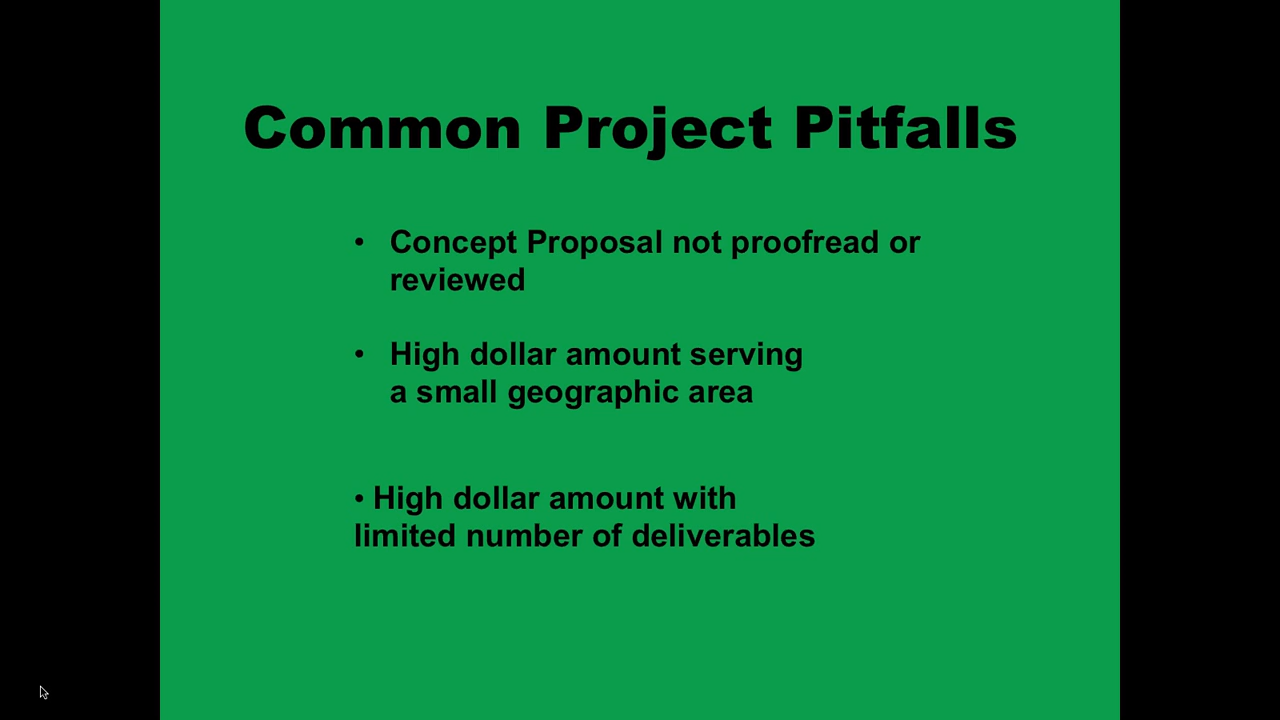 Common Project Pitfalls
• Concept Proposal not proofread or
reviewed
• High dollar amount serving
a small geographic area
• High dollar amount with
limited number of deliverables